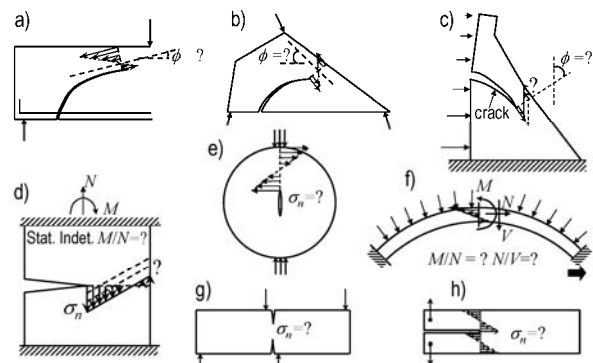 a)
ϕ ?
b)
ϕ =?
c)
ϕ =?
?
crack
d)
N
M
Stat. Indet. M/N=?
?
σn
e)
σn=?
f)
M
N
V
M/N = ? N/V=?
g)
σn=?
h)
σn=?